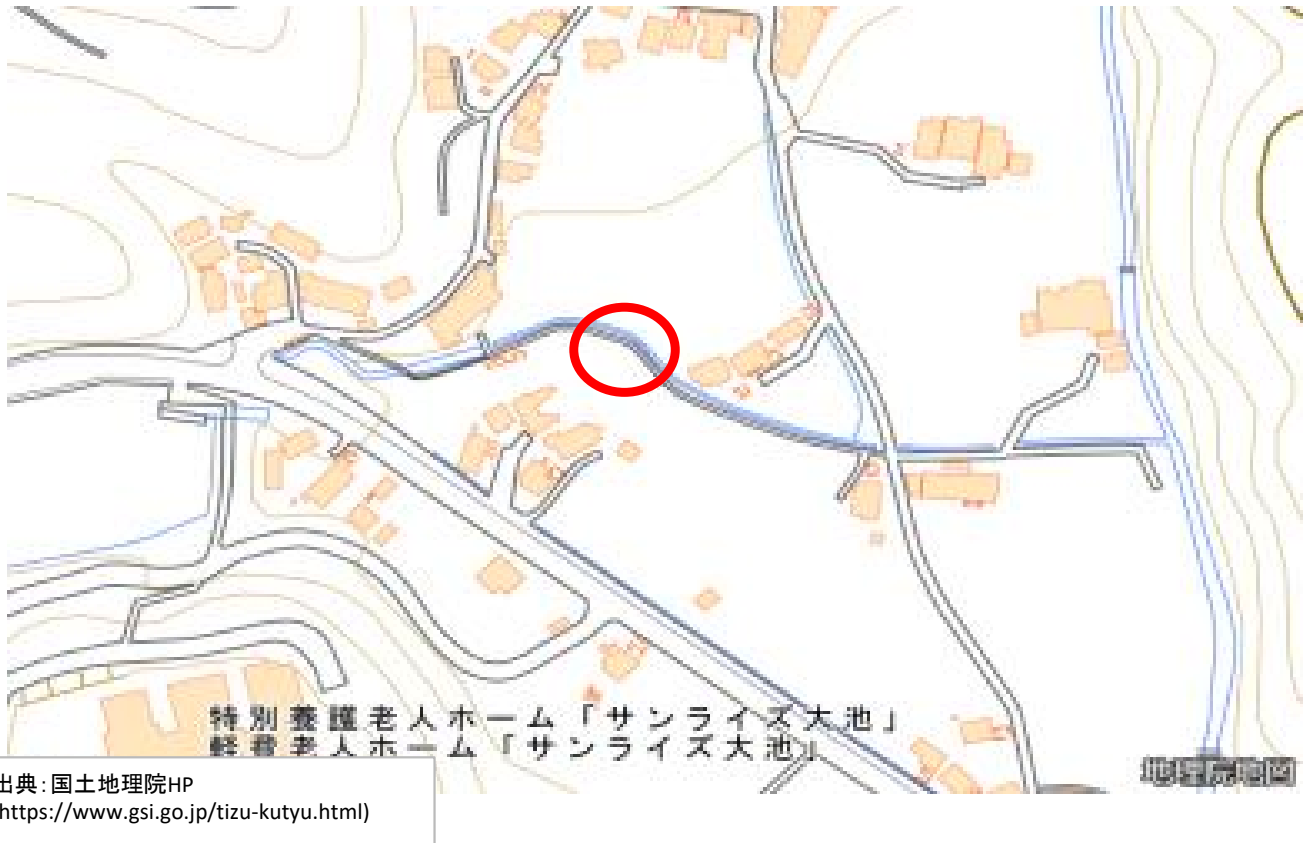 特別養護老人ホーム「サンライズ大池」
軽費老人ホーム「サンライズ大池」
地理院地図
出典：国土地理院HP
https://www.gsi.go.jp/tizu-kutyu.html)